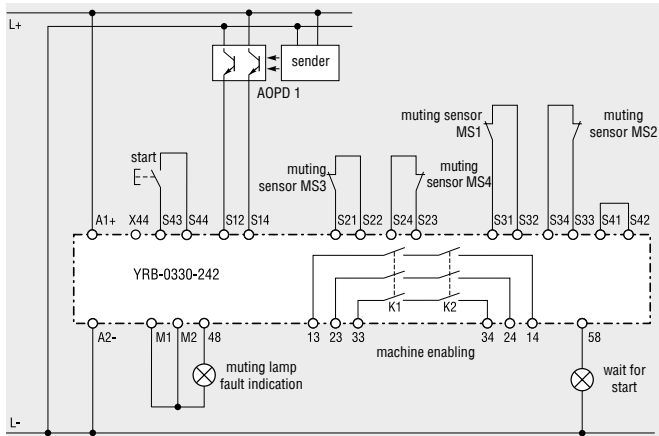 L+
sender
AOPD 1
muting sensor
MS1
muting
sensor MS2
start
muting
sensor MS3
muting
sensor MS4
A1+ X44 S43 S44 S12 S14 S21 S22 S24 S23 S31 S32 S34 S33 S41 S42
YRB-0330-242
K1 K2
A2- M1 M2 48 13 23 33 34 24 14 58
machine enabling
muting lamp
fault indication
wait for
start
L-